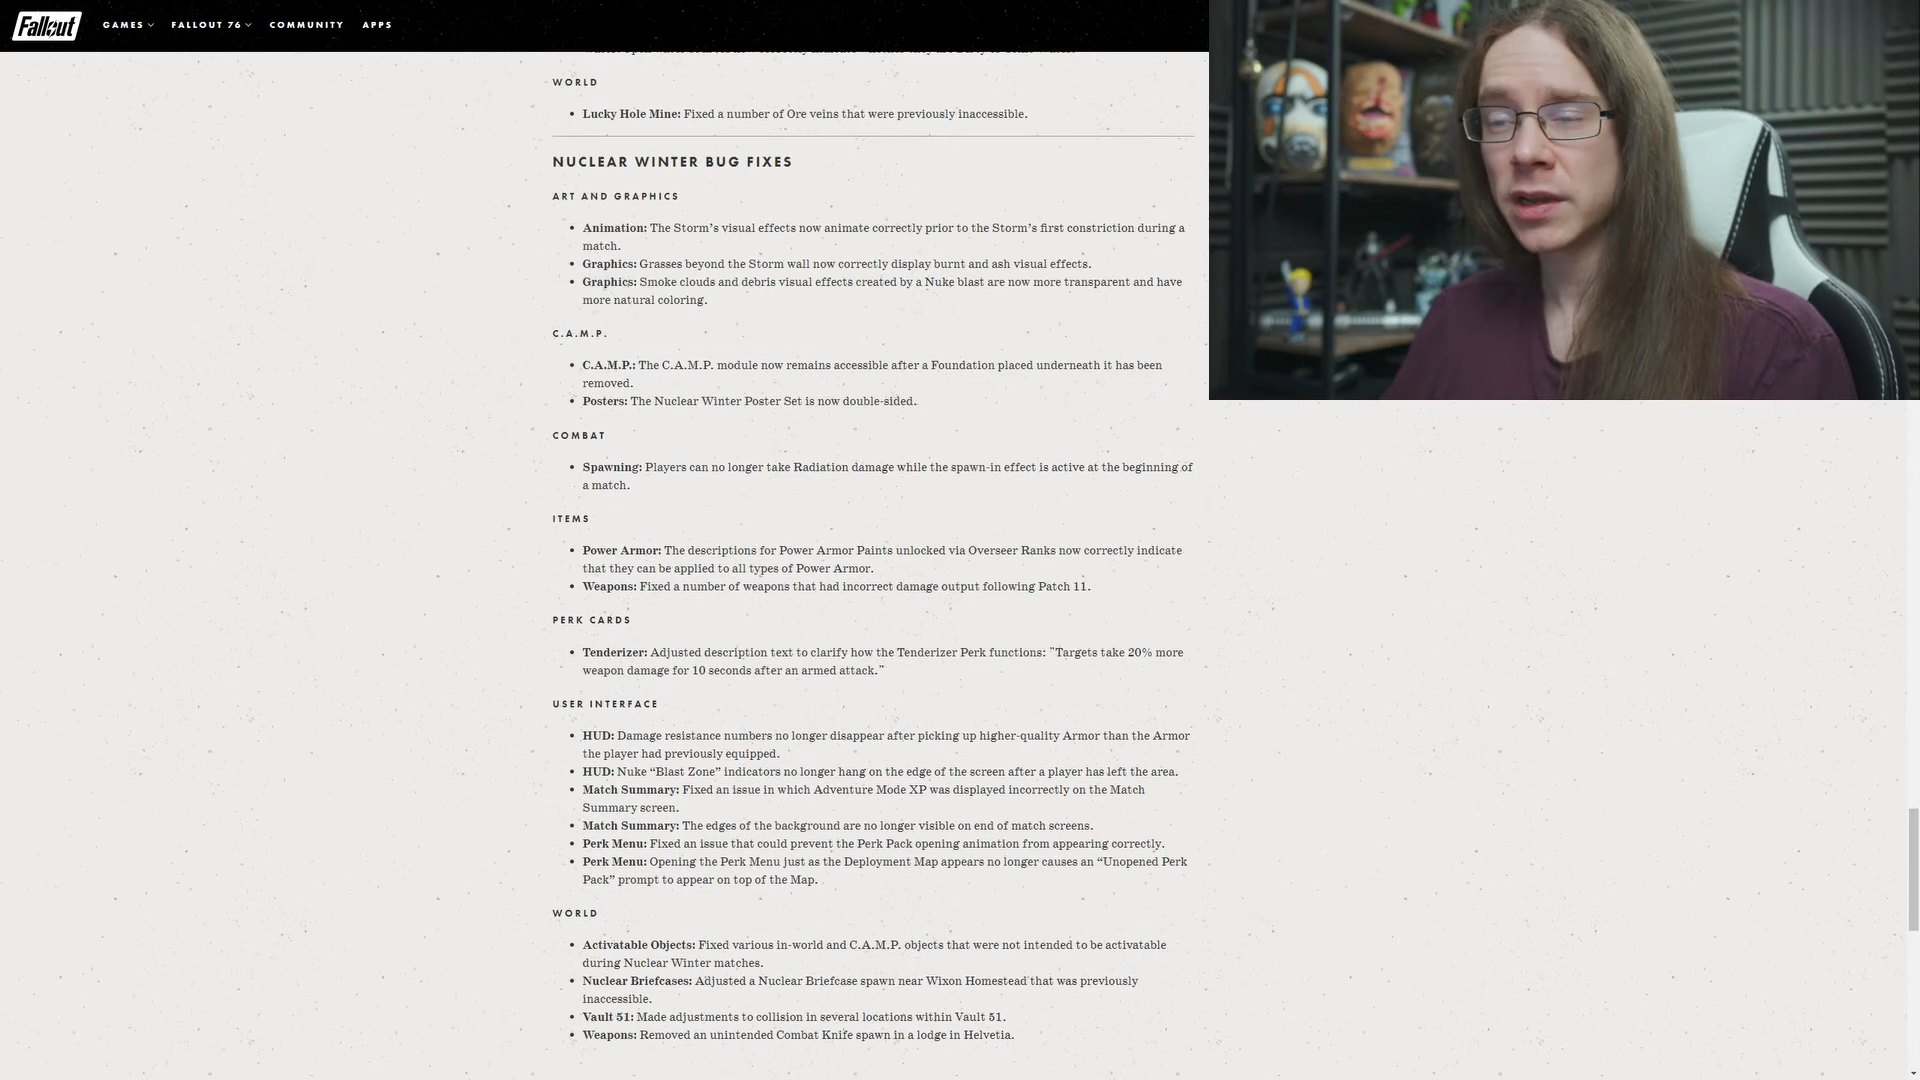 Fallout GAMES FALLOUT 76 COMMUNITY APPS
WORLD
• Lucky Hole Mine: Fixed a number of Ore veins that were previously inaccessible.
NUCLEAR WINTER BUG FIXES
ART AND GRAPHICS
• Animation: The Storm’s visual effects now animate correctly prior to the Storm’s first constriction during a
match.
• Graphics: Grasses beyond the Storm wall now correctly display burnt and ash visual effects.
• Graphics: Smoke clouds and debris visual effects created by a Nuke blast are now more transparent and have
more natural coloring.
C.A.M.P.
• C.A.M.P.: The C.A.M.P. module now remains accessible after a Foundation placed underneath it has been
removed.
• Posters: The Nuclear Winter Poster Set is now double-sided.
COMBAT
• Spawning: Players can no longer take Radiation damage while the spawn-in effect is active at the beginning of
a match.
ITEMS
• Power Armor: The descriptions for Power Armor Paints unlocked via Overseer Ranks now correctly indicate
that they can be applied to all types of Power Armor.
• Weapons: Fixed a number of weapons that had incorrect damage output following Patch 11.
PERK CARDS
• Tenderizer: Adjusted description text to clarify how the Tenderizer Perk functions: "Targets take 20% more
weapon damage for 10 seconds after an armed attack."
USER INTERFACE
• HUD: Damage resistance numbers no longer disappear after picking up higher-quality Armor than the Armor
the player had previously equipped.
• HUD: Nuke “Blast Zone” indicators no longer hang on the edge of the screen after a player has left the area.
• Match Summary: Fixed an issue in which Adventure Mode XP was displayed incorrectly on the Match
Summary screen.
• Match Summary: The edges of the background are no longer visible on end of match screens.
• Perk Menu: Fixed an issue that could prevent the Perk Pack opening animation from appearing correctly.
• Perk Menu: Opening the Perk Menu just as the Deployment Map appears no longer causes an “Unopened Perk
Pack” prompt to appear on top of the Map.
WORLD
• Activatable Objects: Fixed various in-world and C.A.M.P. objects that were not intended to be activatable
during Nuclear Winter matches.
• Nuclear Briefcases: Adjusted a Nuclear Briefcase spawn near Wixon Homestead that was previously
inaccessible.
• Vault 51: Made adjustments to collision in several locations within Vault 51.
• Weapons: Removed an unintended Combat Knife spawn in a lodge in Helvetia.